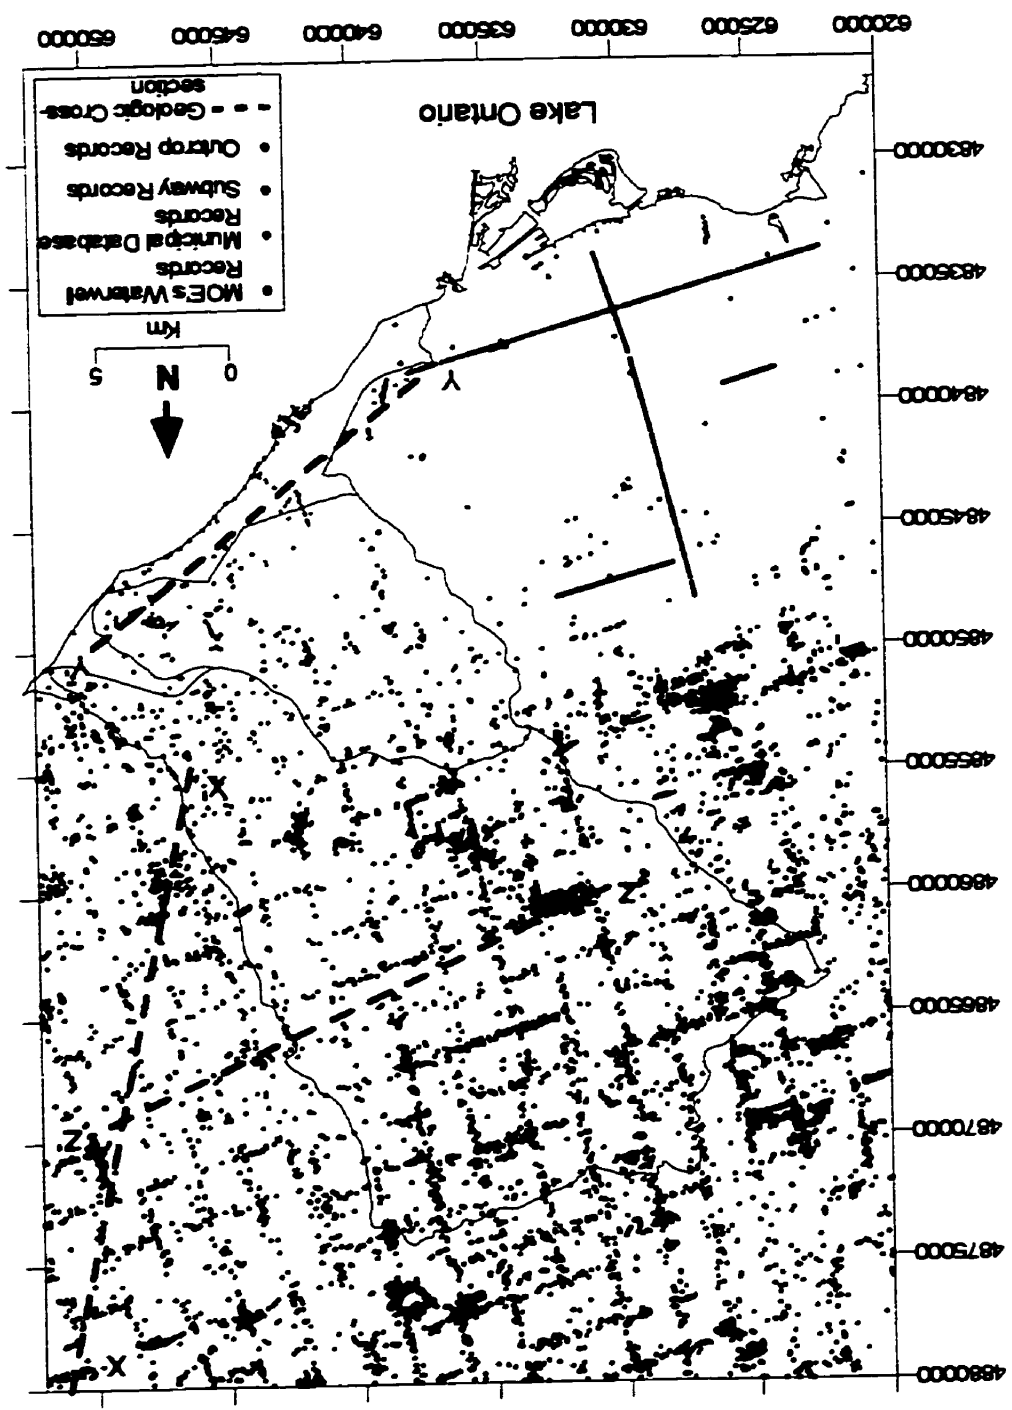 4880000
X
4875000
Z
4870000
4865000
Z
4860000
X
4855000
Y
4850000
4845000
4840000
Y
N
0 5
Km
4835000
4830000
MOE's Waterwel
Records
Municipal Database
Records
Subway Records
Outcrop Records
Geologic Cross-
section
Lake Ontario
620000 625000 630000 635000 640000 645000 650000